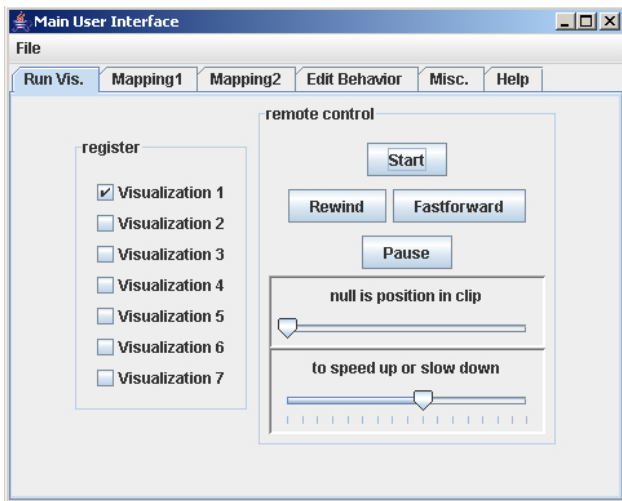 Main User Interface
File
Run Vis. Mapping1 Mapping2 Edit Behavior Misc. Help
register
Visualization 1
Visualization 2
Visualization 3
Visualization 4
Visualization 5
Visualization 6
Visualization 7
remote control
Start
Rewind Fastforward
Pause
null is position in clip
to speed up or slow down